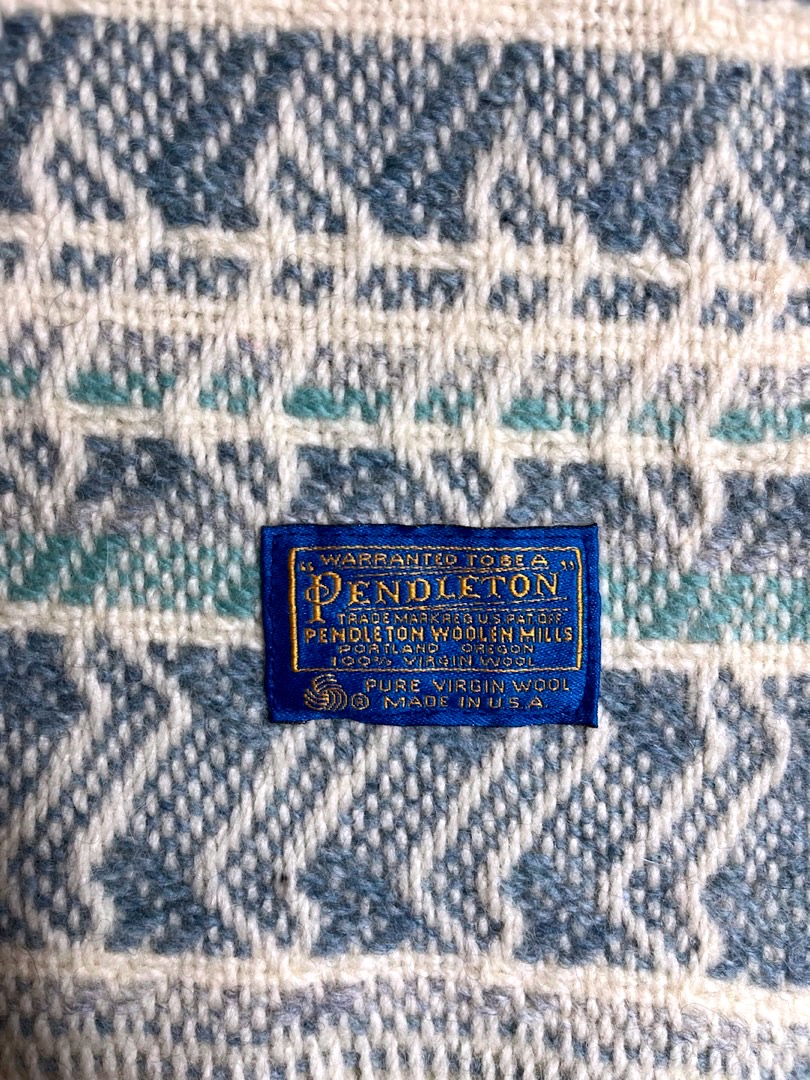 "WARRANTED TO BE A"
PENDLETON
TRADE MARK REG U.S. PAT. OFF.
PENDLETON WOOLEN MILLS
PORTLAND OREGON
100% VIRGIN WOOL
® PURE VIRGIN WOOL
MADE IN U.S.A.